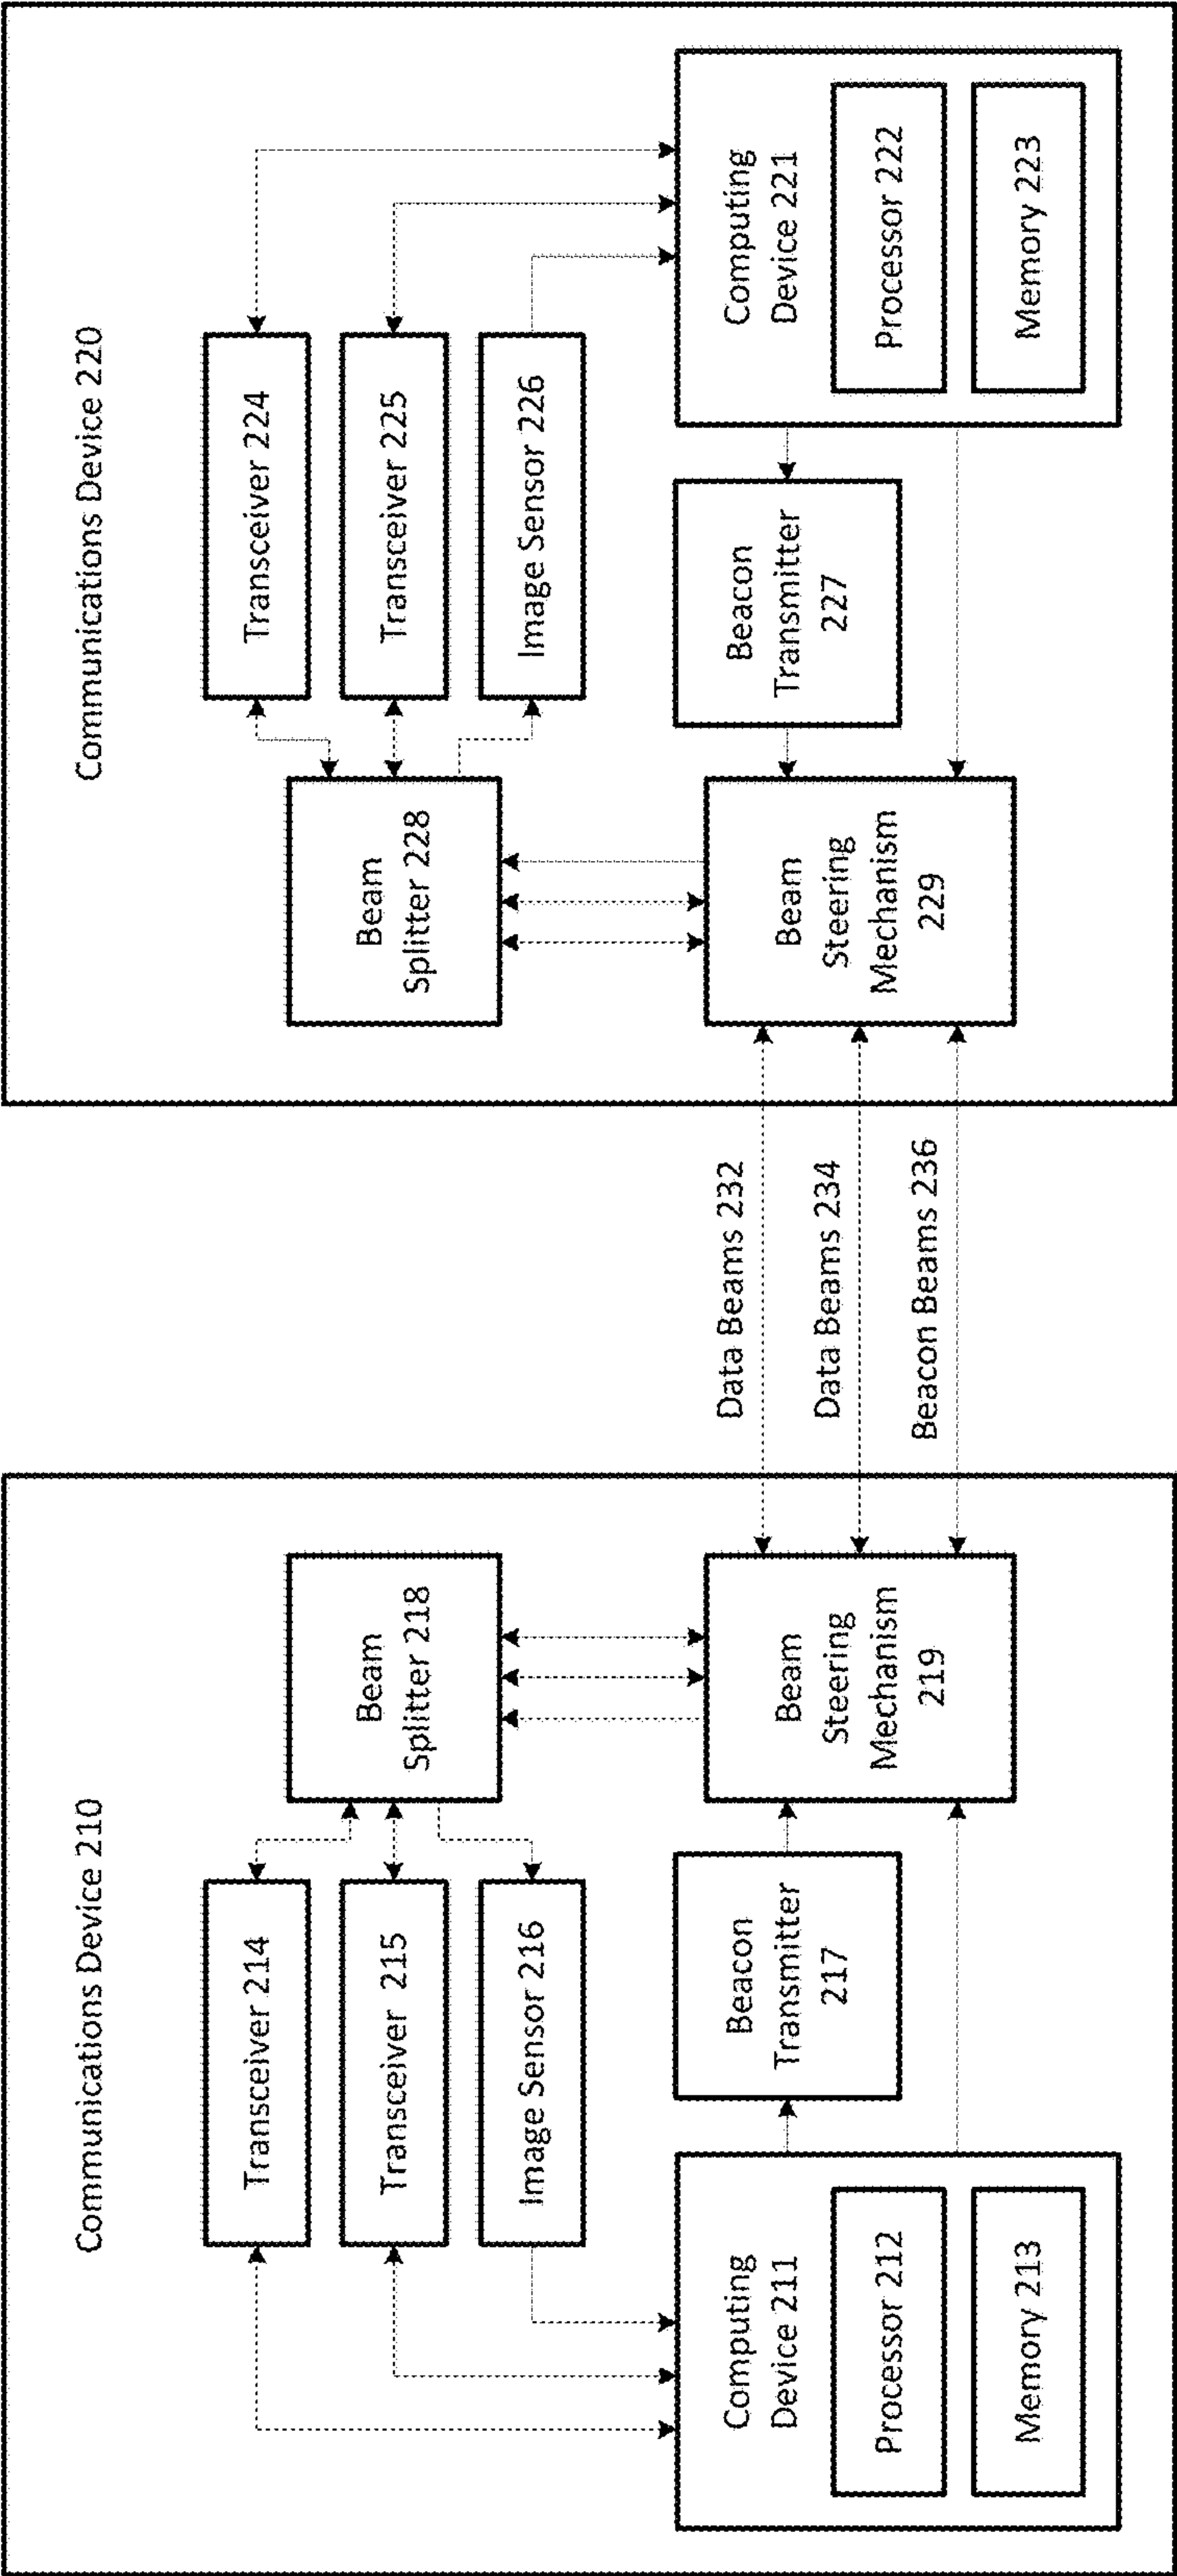 Communications Device 210
Transceiver 214
Transceiver 215
Image Sensor 216
Beam
Splitter 218
Computing
Device 211
Processor 212
Memory 213
Beacon
Transmitter
217
Beam
Steering
Mechanism
219
Data Beams 232
Data Beams 234
Beacon Beams 236
Communications Device 220
Beam
Splitter 228
Transceiver 224
Transceiver 225
Image Sensor 226
Beam
Steering
Mechanism
229
Beacon
Transmitter
227
Computing
Device 221
Processor 222
Memory 223